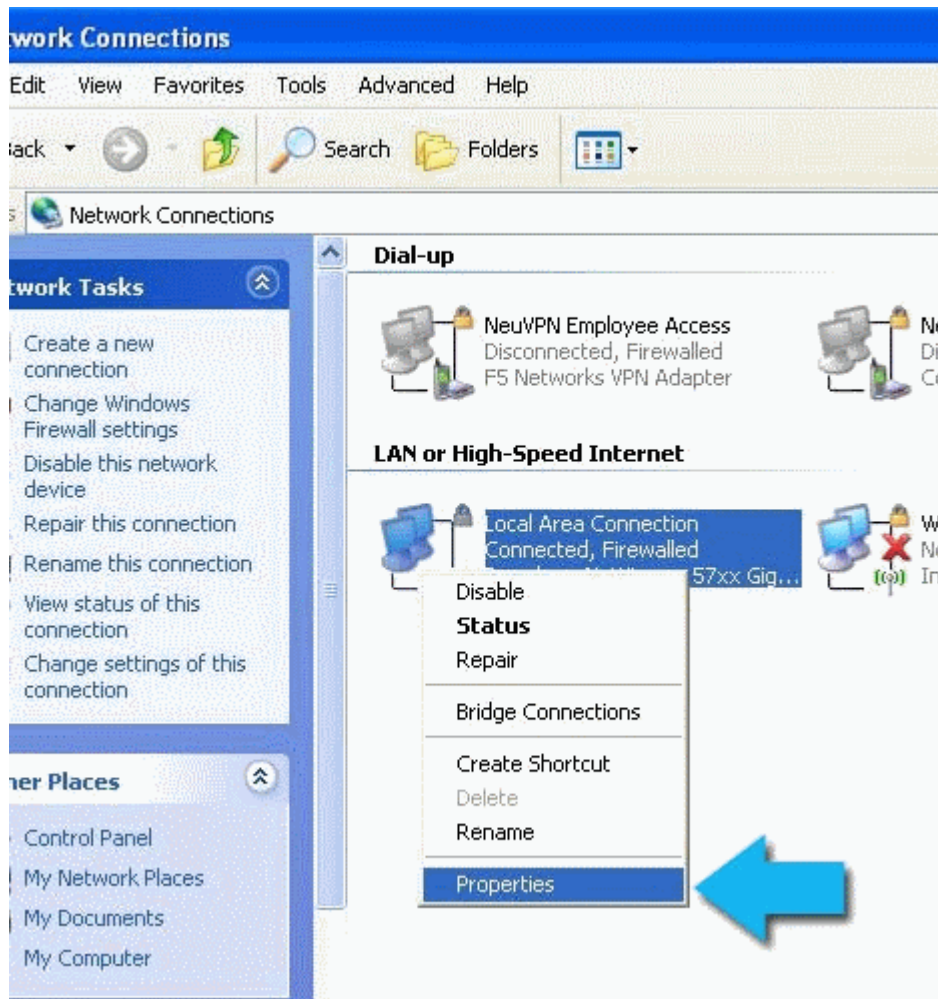 work Connections
Edit View Favorites Tools Advanced Help
Back Search Folders
Network Connections
twork Tasks
Create a new
connection
Change Windows
Firewall settings
Disable this network
device
Repair this connection
Rename this connection
View status of this
connection
Change settings of this
connection
her Places
Control Panel
My Network Places
My Documents
My Computer
Dial-up
NeuVPN Employee Access
Disconnected, Firewalled
F5 Networks VPN Adapter
LAN or High-Speed Internet
Local Area Connection
Connected, Firewalled
57xx Gig...
Disable
Status
Repair
Bridge Connections
Create Shortcut
Delete
Rename
Properties